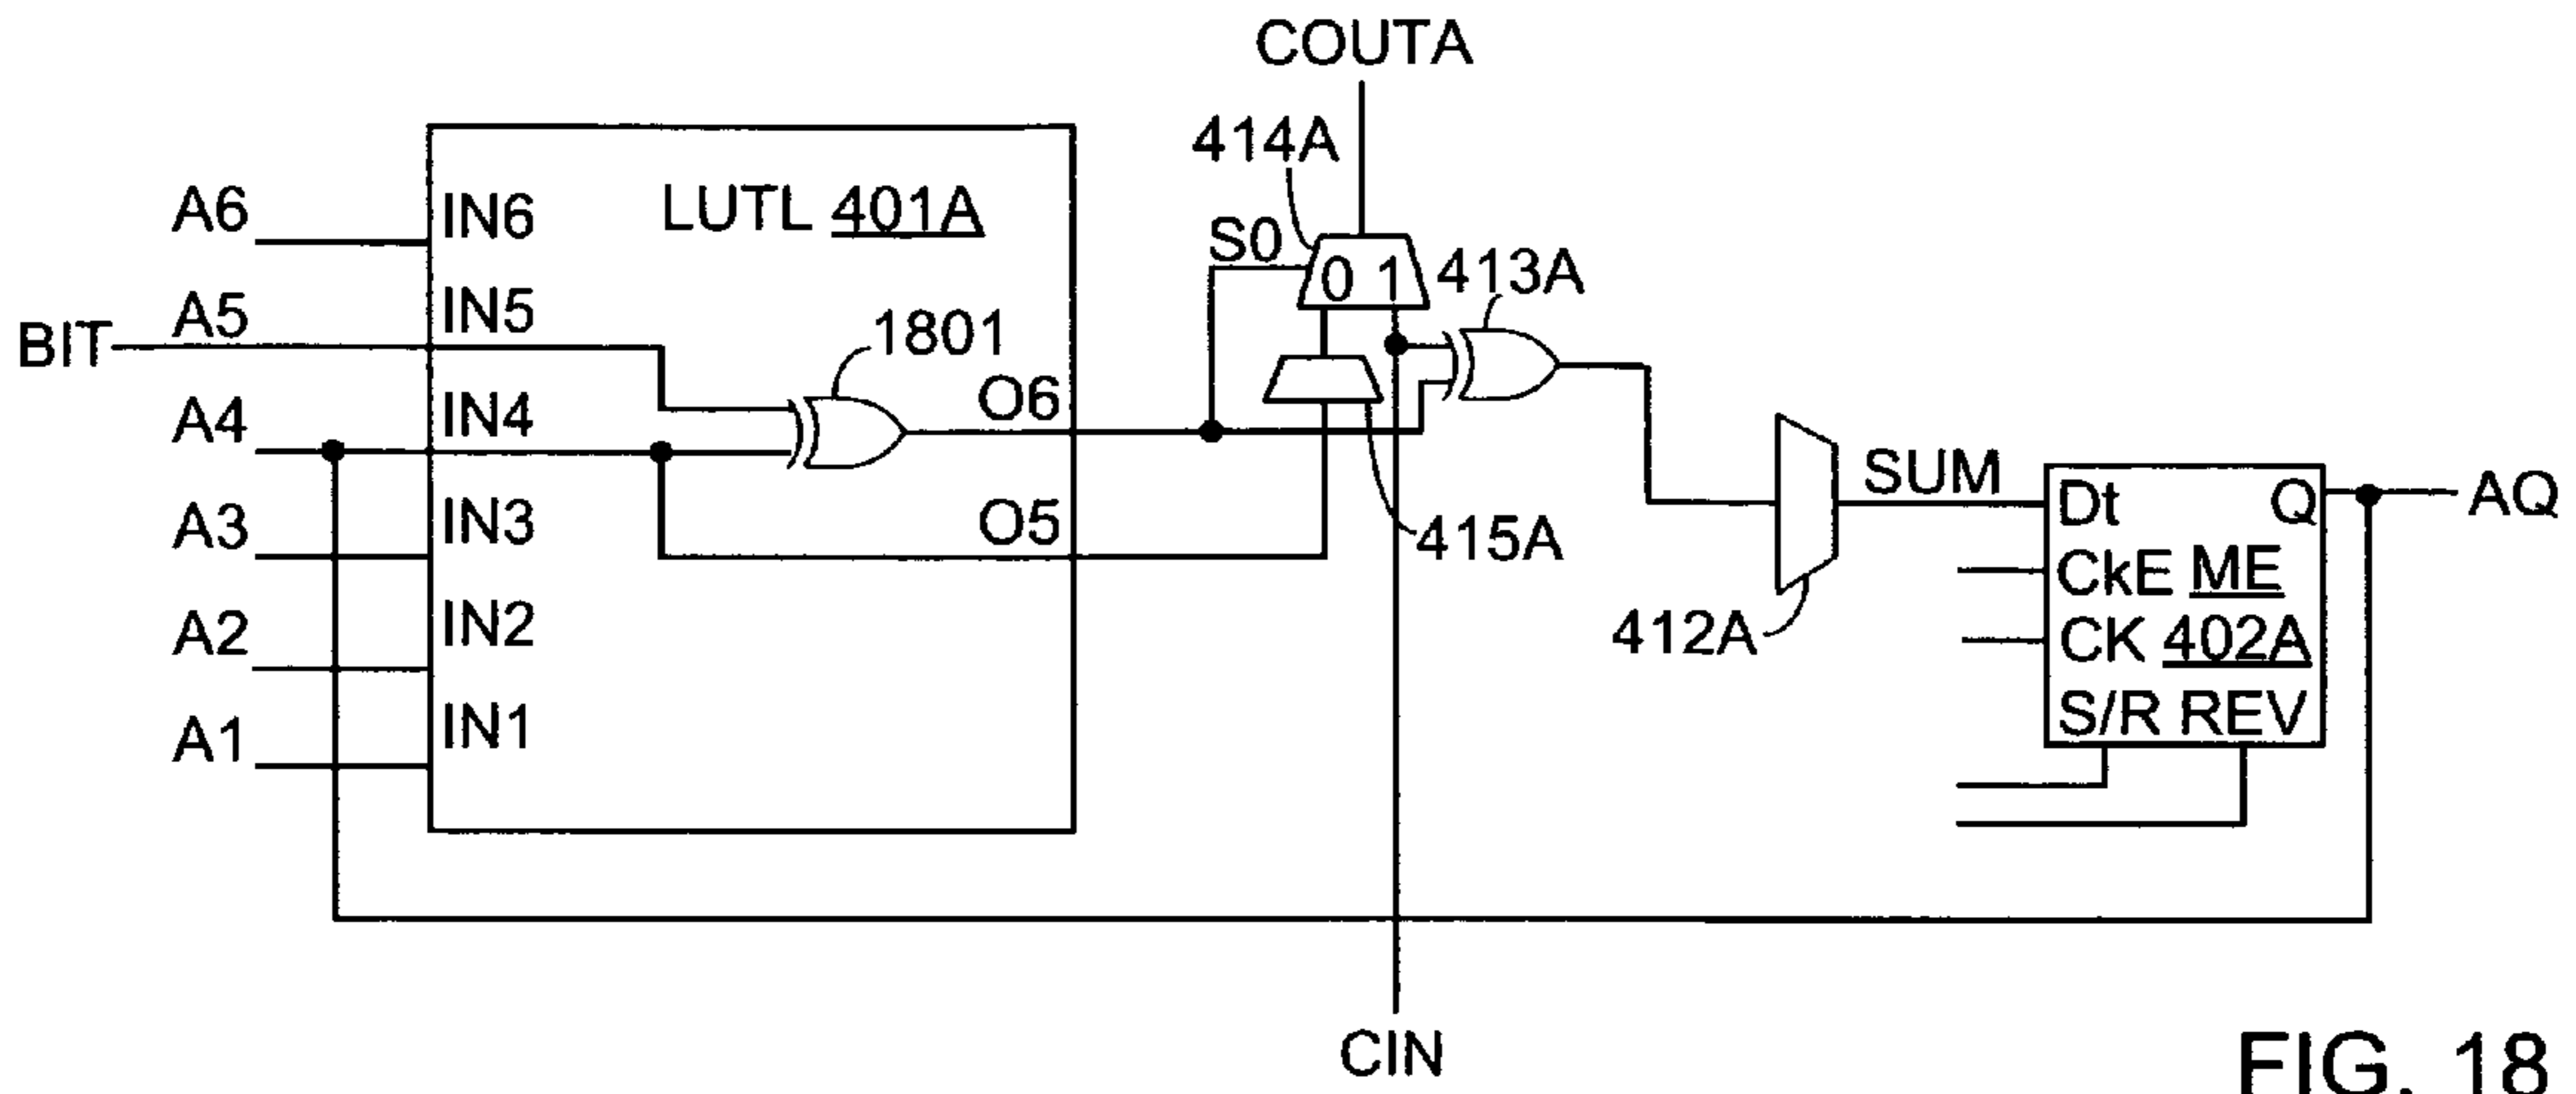 COUTA
414A
A6
IN6
LUTL 401A
S0
0 1
413A
BIT
A5
IN5
1801
A4
IN4
O6
SUM
Dt
Q
AQ
A3
IN3
O5
415A
CkE ME
A2
IN2
412A
CK 402A
A1
IN1
S/R REV
CIN
FIG. 18